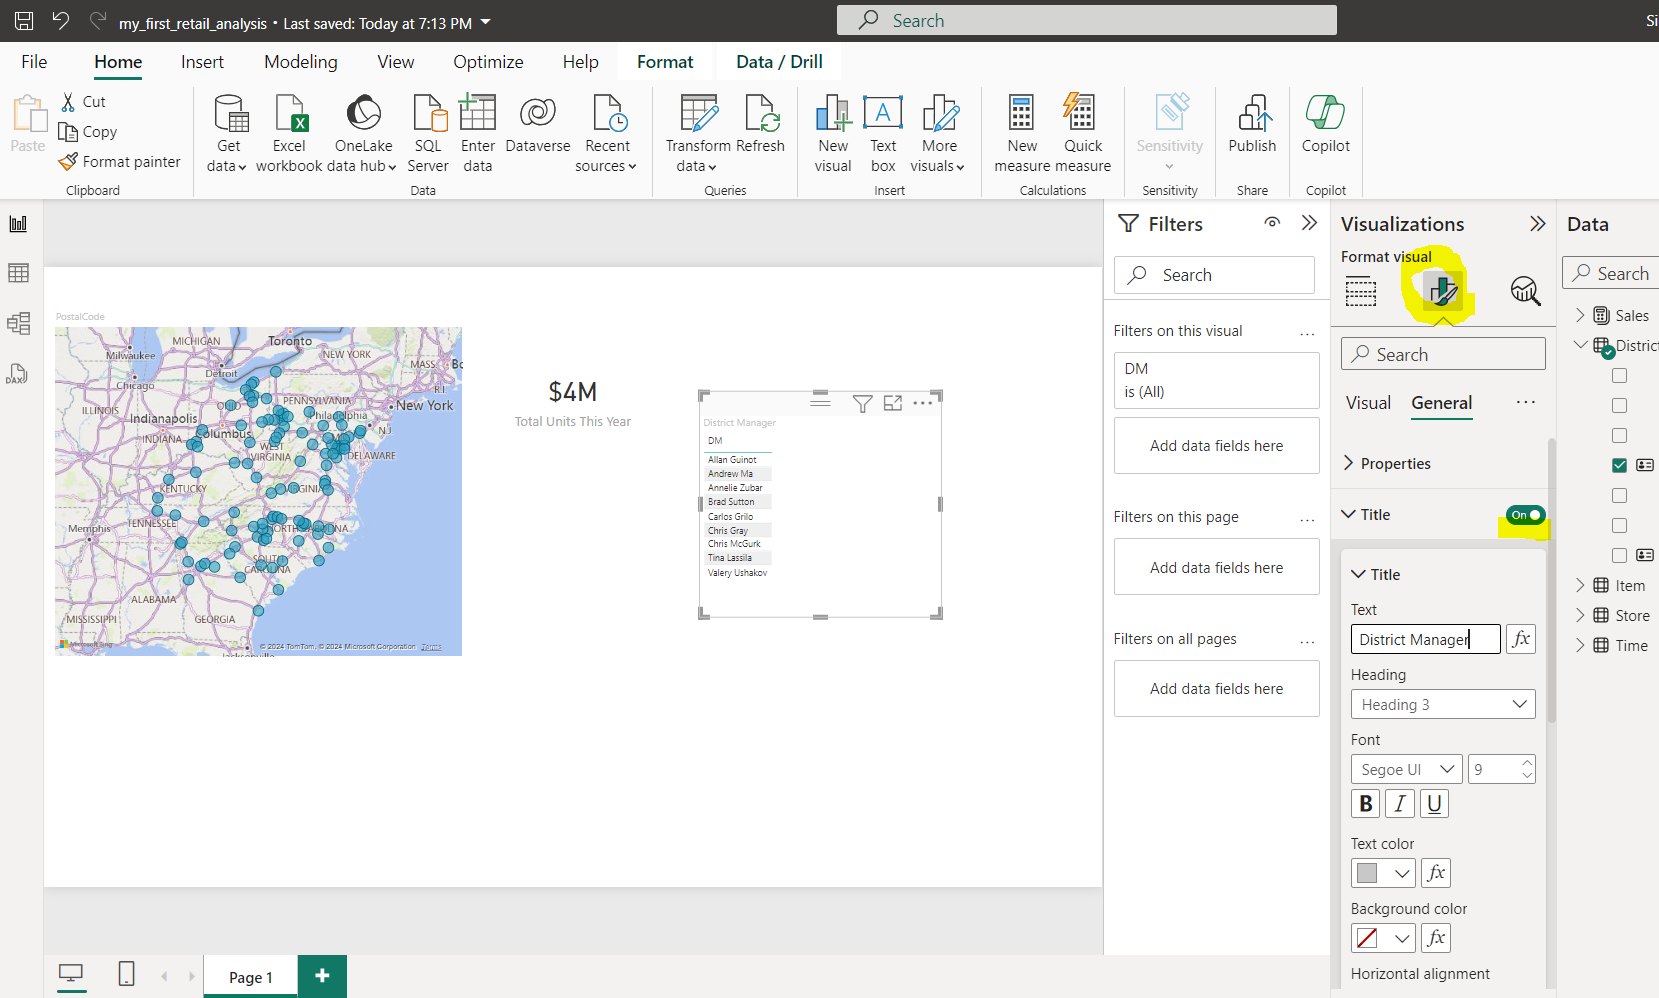 my_first_retail_analysis • Last saved: Today at 7:13 PM
Search
File Home Insert Modeling View Optimize Help Format Data / Drill
Paste
Cut
Copy
Format painter
Clipboard
Get data
Excel workbook
OneLake data hub
SQL Server
Enter data
Dataverse
Recent sources
Data
Transform data
Refresh
Queries
New visual
Text box
More visuals
Insert
New measure
Quick measure
Calculations
Sensitivity
Sensitivity
Publish
Share
Copilot
Copilot
DAX
PostalCode
MICHIGAN
Toronto
Milwaukee
NEW YORK
MASS
Detroit
Chicago
R.I.
ILLINOIS
OHIO
PENNSYLVANIA
New York
Indianapolis
Philadelphia
Columbus
N.J.
INDIANA
WEST VIRGINIA
DELAWARE
KENTUCKY
VIRGINIA
Memphis
TENNESSEE
NORTH CAROLINA
SOUTH CAROLINA
ALABAMA
MISSISSIPPI
GEORGIA
Microsoft Bing
© 2024 TomTom, © 2024 Microsoft Corporation Terms
Jacksonville
$4M
Total Units This Year
District Manager
DM
Allan Guinot
Andrew Ma
Annelie Zubar
Brad Sutton
Carlos Grilo
Chris Gray
Chris McGurk
Tina Lassila
Valery Ushakov
Filters
Search
Filters on this visual ...
DM
is (All)
Add data fields here
Filters on this page ...
Add data fields here
Filters on all pages ...
Add data fields here
Visualizations
Format visual
Search
Visual General ...
Properties
Title On
Title
Text
District Manager fx
Heading
Heading 3
Font
Segoe UI 9
B I U
Text color
fx
Background color
fx
Horizontal alignment
Data
Search
Sales
District
Item
Store
Time
Page 1 +